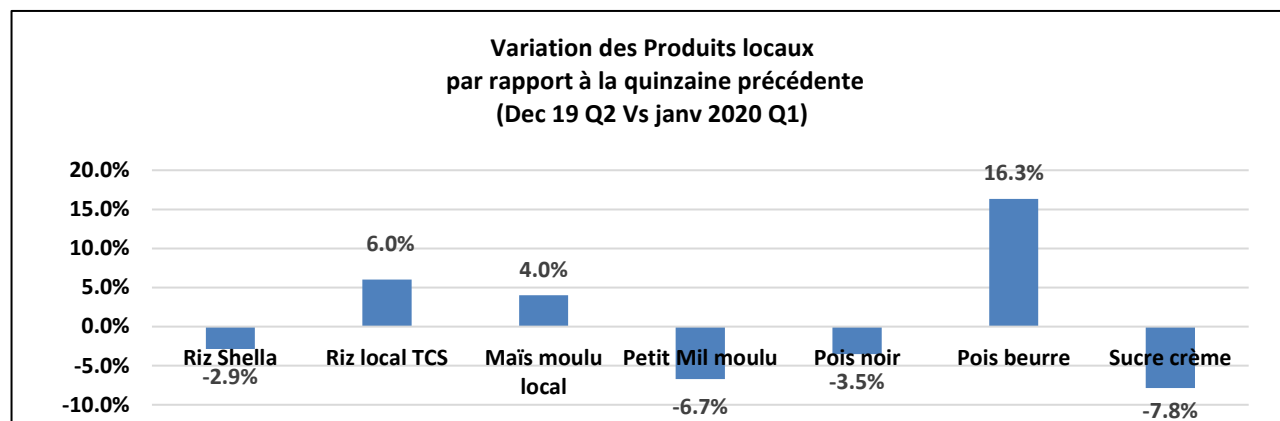 Variation des Produits locaux
par rapport à la quinzaine précédente
(Dec 19 Q2 Vs janv 2020 Q1)
20.0%
15.0%
10.0%
5.0%
0.0%
-5.0%
-10.0%
16.3%
6.0%
4.0%
Riz Shella
Riz local TCS
Maïs moulu
local
Petit Mil moulu
Pois noir
Pois beurre
Sucre crème
-2.9%
-6.7%
-3.5%
-7.8%